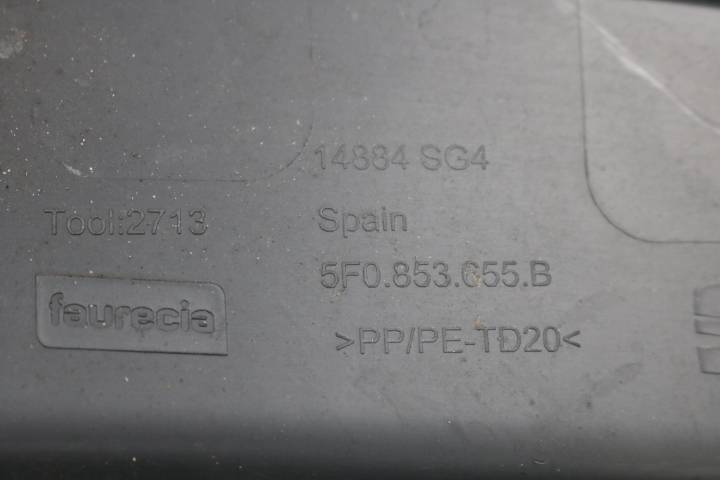 14884 SG4
Tool:2713
Spain
5F0.853.655.B
faurecia
>PP/PE-TD20<